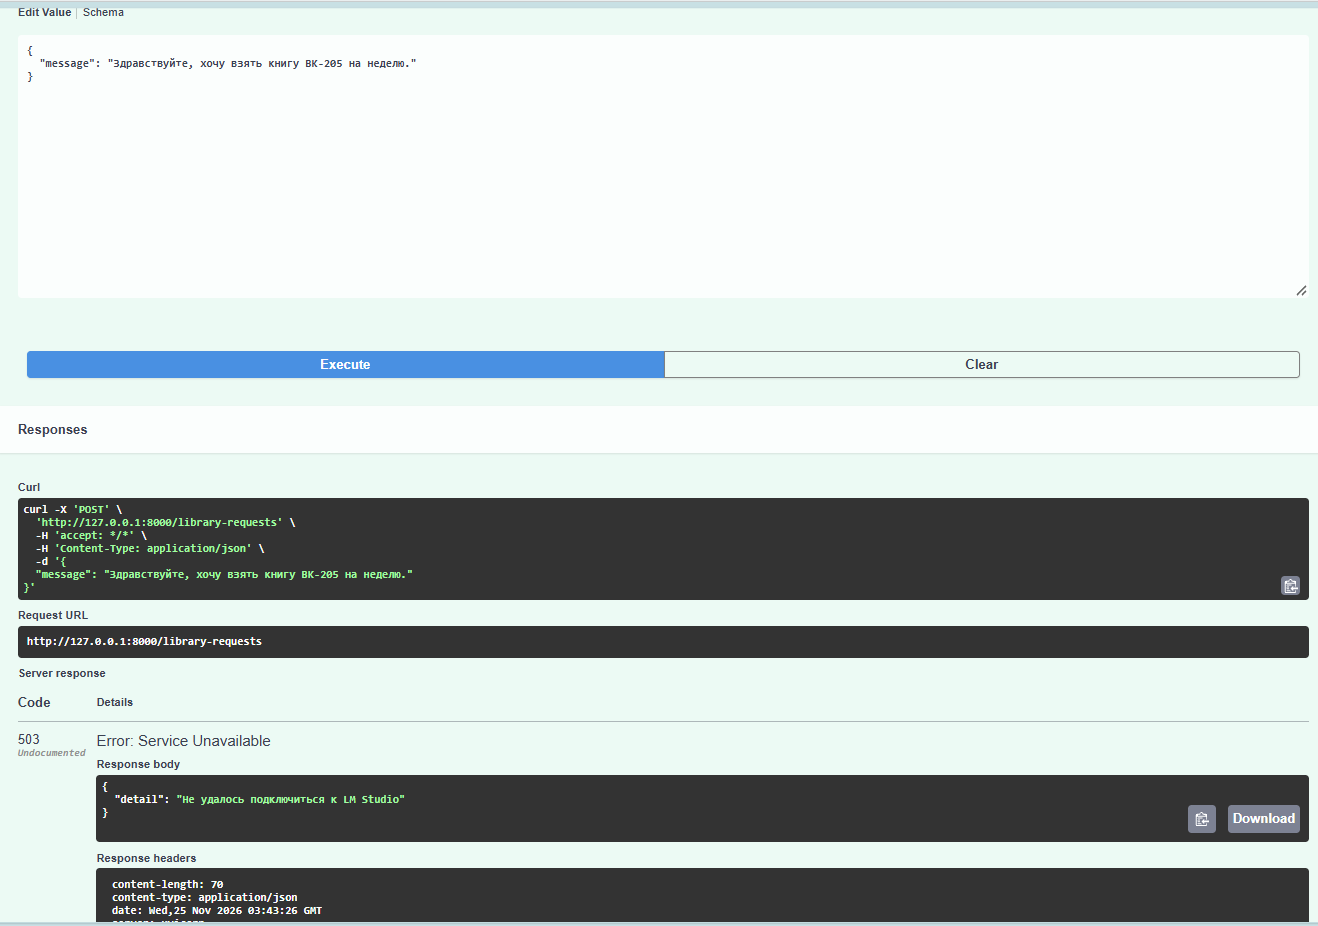 Edit Value | Schema
{
"message": "Здравствуйте, хочу взять книгу ВК-205 на неделю."
}
Execute
Clear
Responses
Curl
curl -X 'POST' \
'http://127.0.0.1:8000/library-requests' \
-H 'accept: */*' \
-H 'Content-Type: application/json' \
-d '{
"message": "Здравствуйте, хочу взять книгу ВК-205 на неделю."
}'
Request URL
http://127.0.0.1:8000/library-requests
Server response
Code Details
503
Undocumented
Error: Service Unavailable
Response body
{
"detail": "Не удалось подключиться к LM Studio"
}
Download
Response headers
content-length: 70
content-type: application/json
date: Wed,25 Nov 2026 03:43:26 GMT